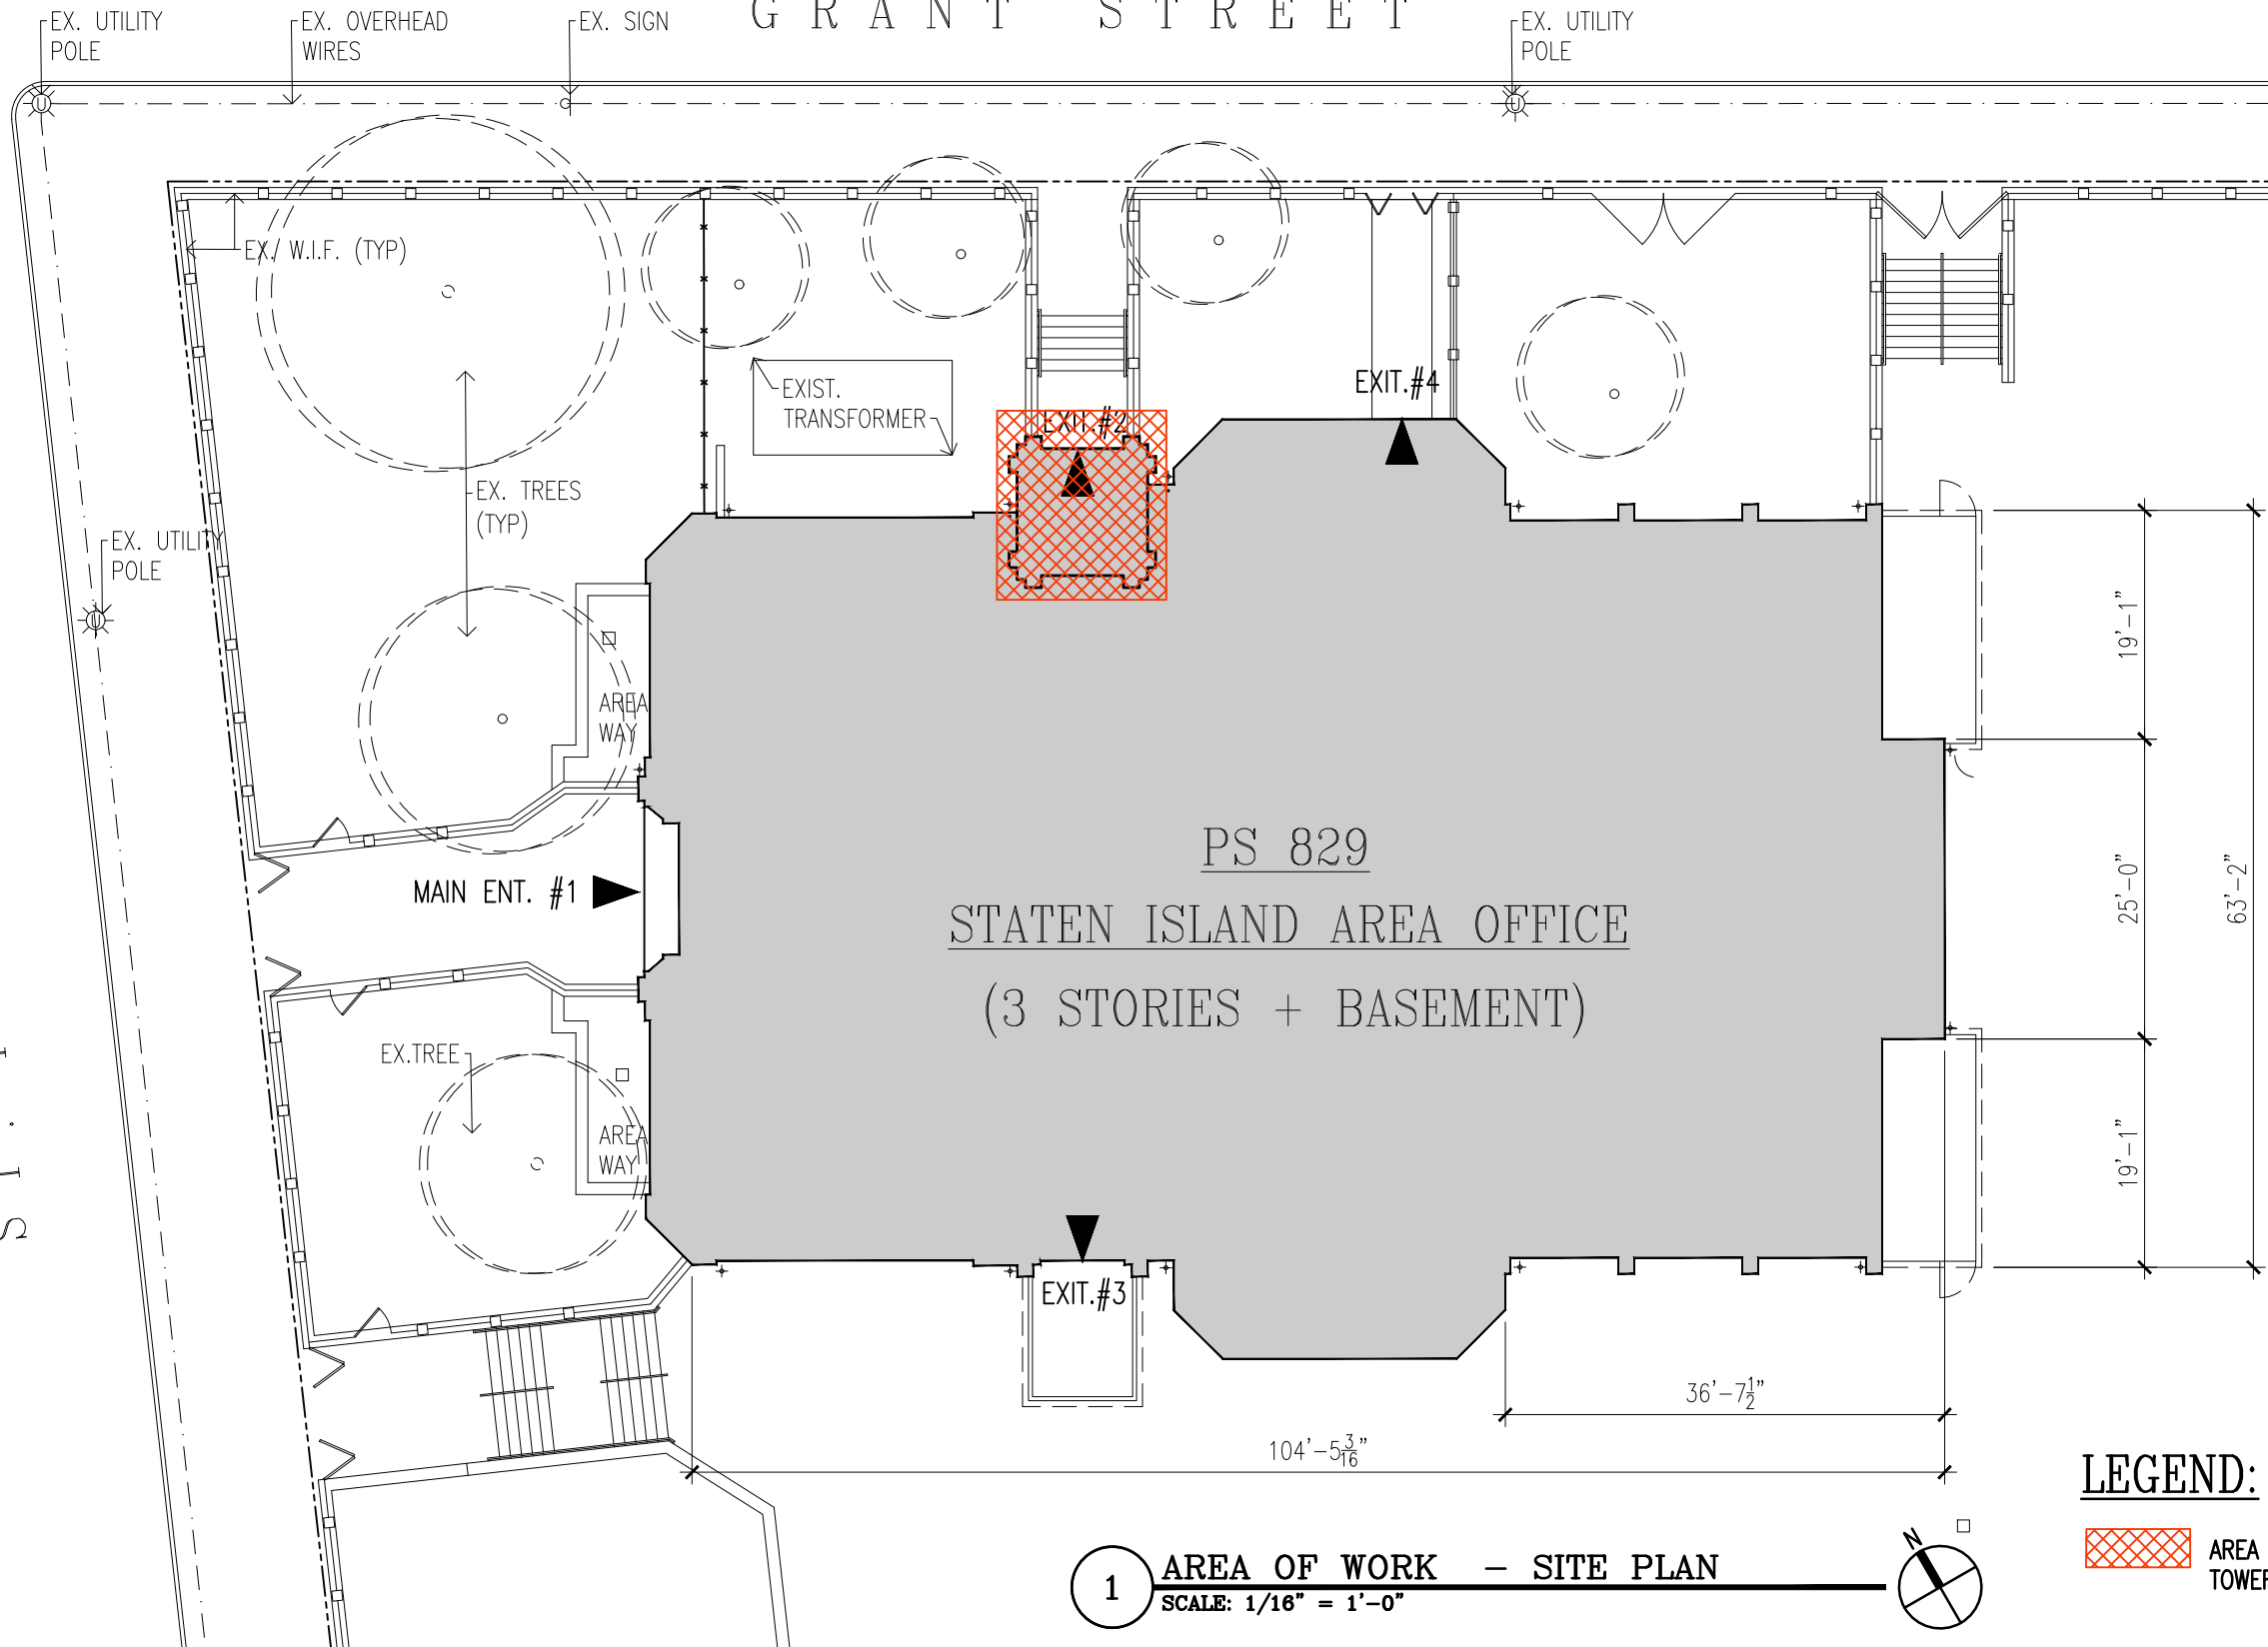 GRANT STREET
EX. UTILITY
POLE
EX. OVERHEAD
WIRES
EX. SIGN
EX. UTILITY
POLE
U
U
EX. W.I.F. (TYP)
EXIST.
TRANSFORMER
EXIT.#2
EXIT.#4
EX. TREES
(TYP)
EX. UTILITY
POLE
U
AREA
WAY
MAIN ENT. #1
PS 829
STATEN ISLAND AREA OFFICE
(3 STORIES + BASEMENT)
19'-1"
25'-0"
63'-2"
19'-1"
EX.TREE
AREA
WAY
EXIT.#3
36'-7 1/2"
104'-5 3/16"
LEGEND:
AREA
TOWER
1
AREA OF WORK - SITE PLAN
SCALE: 1/16" = 1'-0"
N